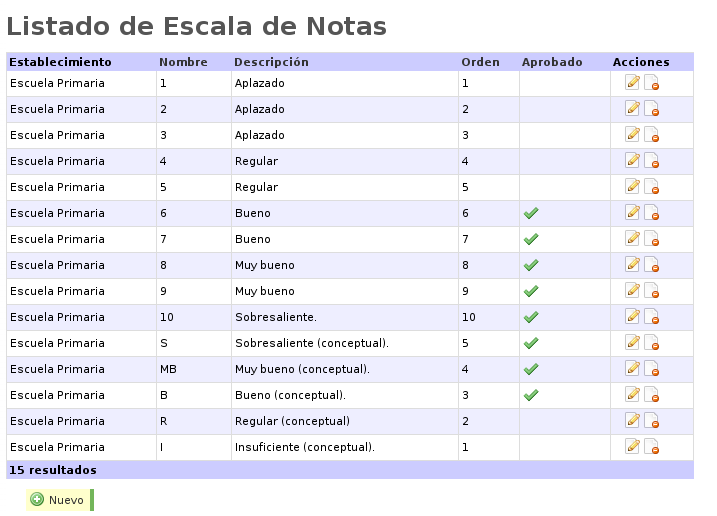 Listado de Escala de Notas
Establecimiento Nombre Descripción Orden Aprobado Acciones
Escuela Primaria 1 Aplazado 1
Escuela Primaria 2 Aplazado 2
Escuela Primaria 3 Aplazado 3
Escuela Primaria 4 Regular 4
Escuela Primaria 5 Regular 5
Escuela Primaria 6 Bueno 6
Escuela Primaria 7 Bueno 7
Escuela Primaria 8 Muy bueno 8
Escuela Primaria 9 Muy bueno 9
Escuela Primaria 10 Sobresaliente. 10
Escuela Primaria S Sobresaliente (conceptual). 5
Escuela Primaria MB Muy bueno (conceptual). 4
Escuela Primaria B Bueno (conceptual). 3
Escuela Primaria R Regular (conceptual) 2
Escuela Primaria I Insuficiente (conceptual). 1
15 resultados
Nuevo